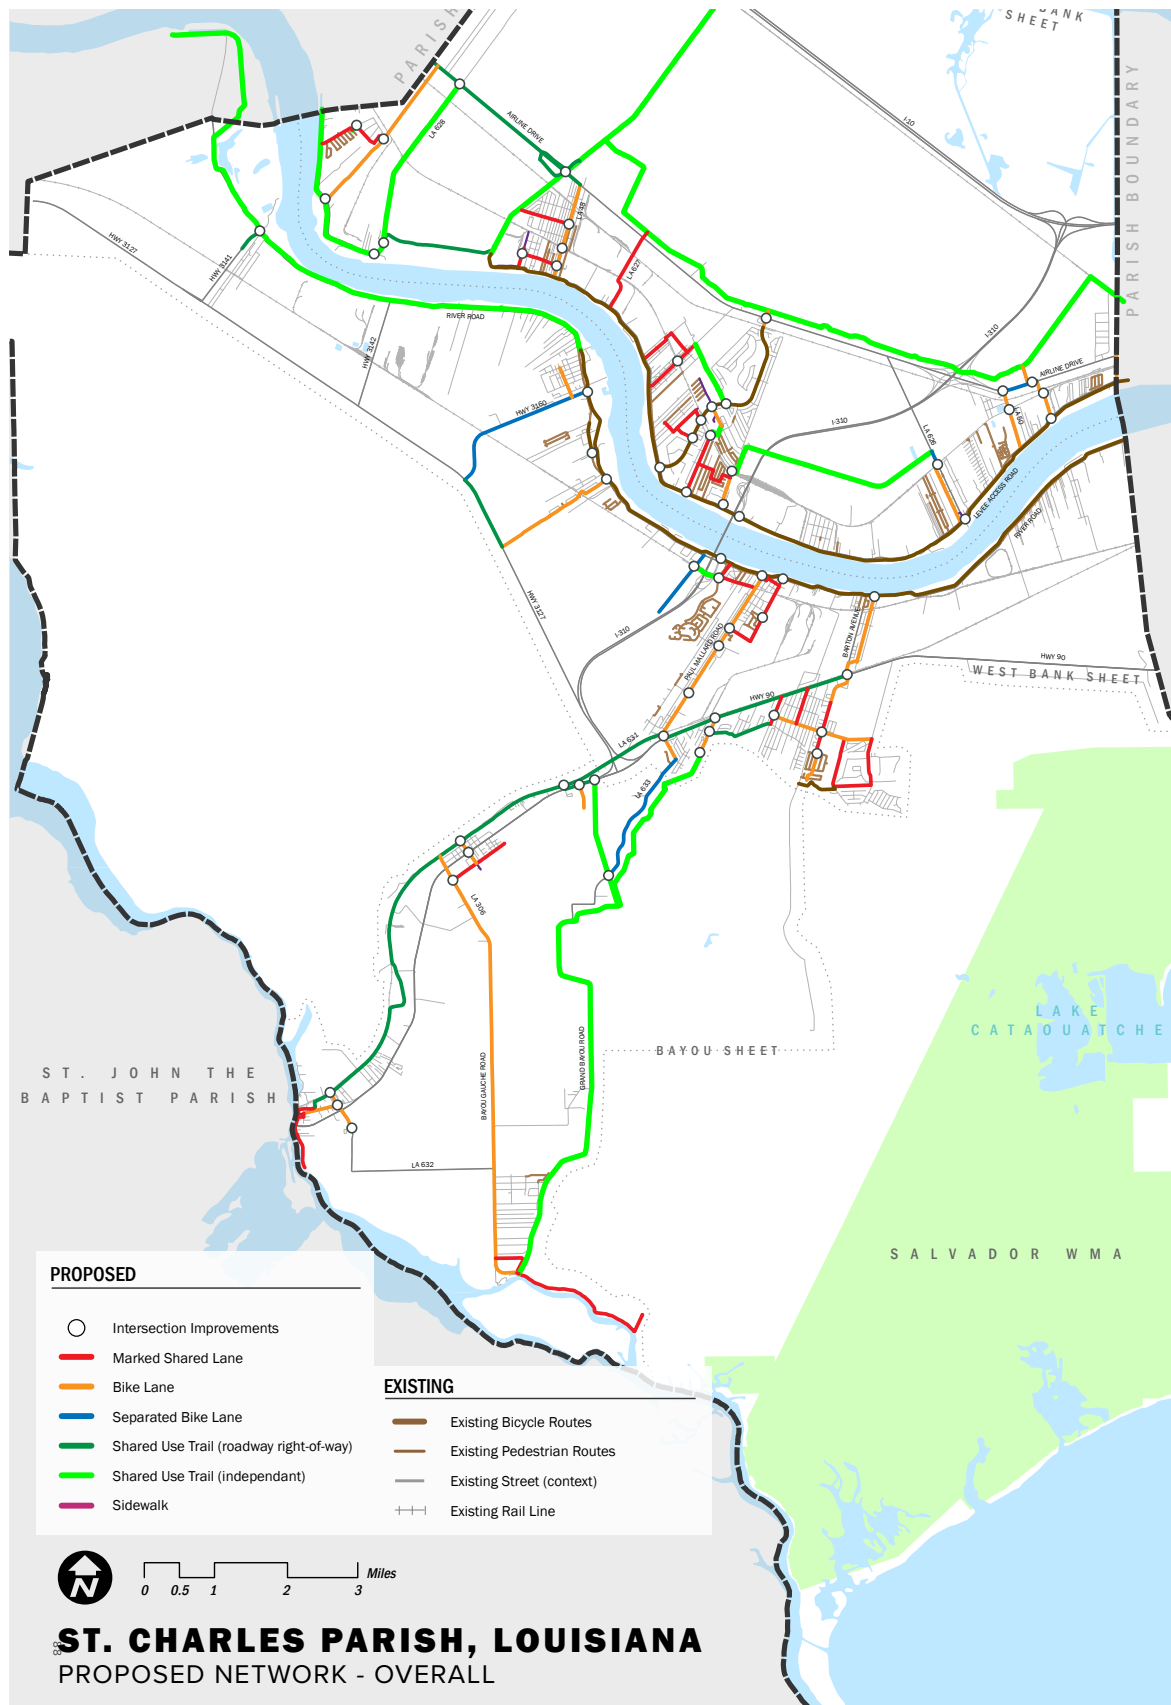 BANK
SHEET
PARISH
PARISH BOUNDARY
I-10
AIRLINE DRIVE
LA 628
LA 48
LA 627
HWY 3127
HWY 3141
RIVER ROAD
HWY 3142
I-310
AIRLINE DRIVE
HWY 3160
I-310
LA 626
LA 50
LEVEE ACCESS ROAD
RIVER ROAD
HWY 3127
I-310
PAUL MALLARD ROAD
BARTON AVENUE
HWY 90
WEST BANK SHEET
HWY 90
LA 631
LA 633
LA 306
LAKE
CATAOUATCHE
BAYOU SHEET
GRAND BAYOU ROAD
BAYOU GAUCHE ROAD
ST. JOHN THE
BAPTIST PARISH
LA 632
SALVADOR WMA
PROPOSED
Intersection Improvements
Marked Shared Lane
Bike Lane
Separated Bike Lane
Shared Use Trail (roadway right-of-way)
Shared Use Trail (independant)
Sidewalk
EXISTING
Existing Bicycle Routes
Existing Pedestrian Routes
Existing Street (context)
Existing Rail Line
N
Miles
0 0.5 1 2 3
ST. CHARLES PARISH, LOUISIANA
PROPOSED NETWORK - OVERALL